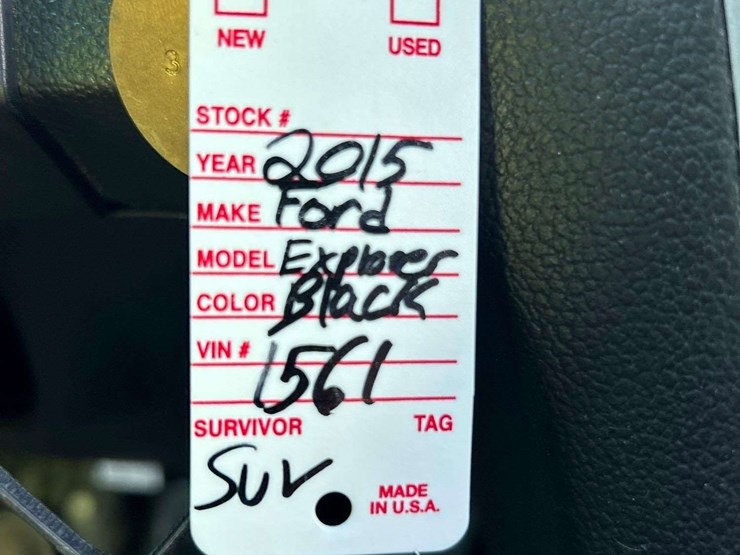 NEW USED
STOCK #
YEAR 2015
MAKE Ford
MODEL Explorer
COLOR Black
VIN # 1561
SURVIVOR TAG
SUV
MADE
IN U.S.A.